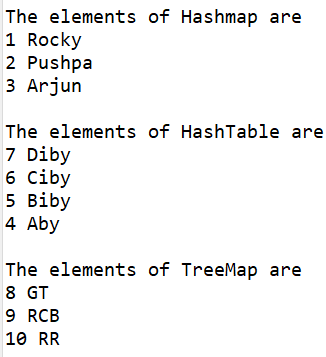 The elements of Hashmap are
1 Rocky
2 Pushpa
3 Arjun
The elements of HashTable are
7 Diby
6 Ciby
5 Biby
4 Aby
The elements of TreeMap are
8 GT
9 RCB
10 RR